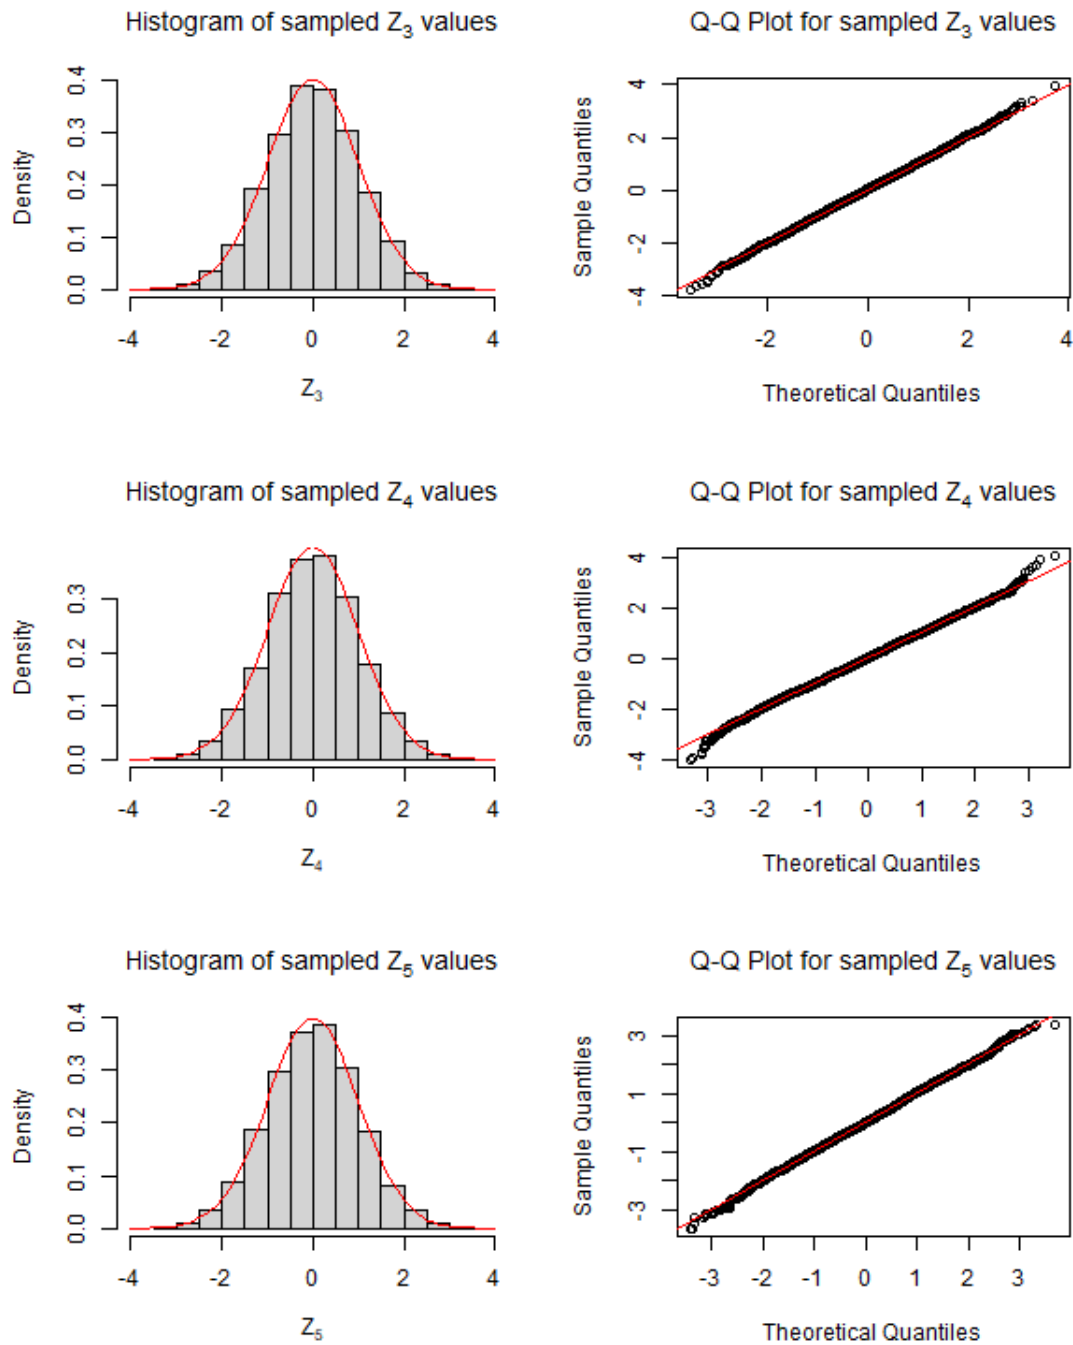 Histogram of sampled Z3 values
Density
0.0 0.1 0.2 0.3 0.4
-4 -2 0 2 4
Z3
Q-Q Plot for sampled Z3 values
Sample Quantiles
-4 -2 0 2 4
-2 0 2 4
Theoretical Quantiles
Histogram of sampled Z4 values
Density
0.0 0.1 0.2 0.3
-4 -2 0 2 4
Z4
Q-Q Plot for sampled Z4 values
Sample Quantiles
-4 -2 0 2 4
-3 -2 -1 0 1 2 3
Theoretical Quantiles
Histogram of sampled Z5 values
Density
0.0 0.1 0.2 0.3 0.4
-4 -2 0 2 4
Z5
Q-Q Plot for sampled Z5 values
Sample Quantiles
-3 -1 1 3
-3 -2 -1 0 1 2 3
Theoretical Quantiles